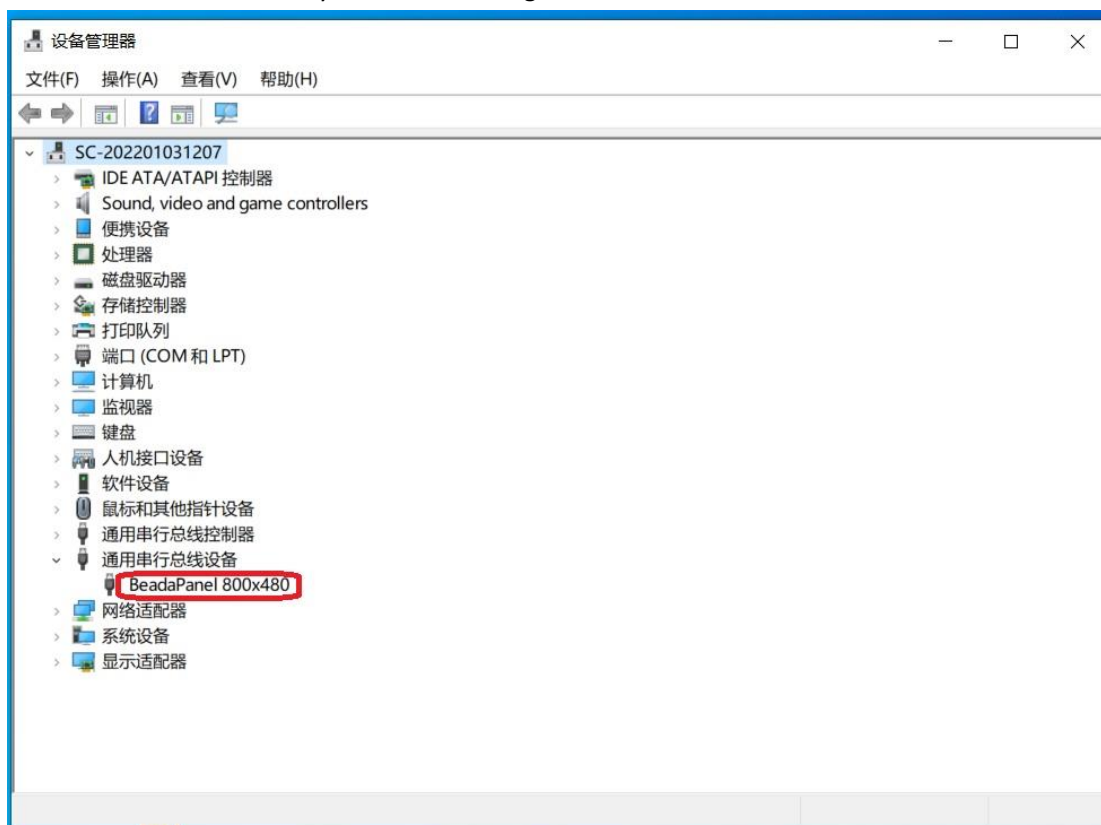 设备管理器
文件(F) 操作(A) 查看(V) 帮助(H)
SC-202201031207
IDE ATA/ATAPI 控制器
Sound, video and game controllers
便携设备
处理器
磁盘驱动器
存储控制器
打印队列
端口 (COM 和 LPT)
计算机
监视器
键盘
人机接口设备
软件设备
鼠标和其他指针设备
通用串行总线控制器
通用串行总线设备
BeadaPanel 800x480
网络适配器
系统设备
显示适配器